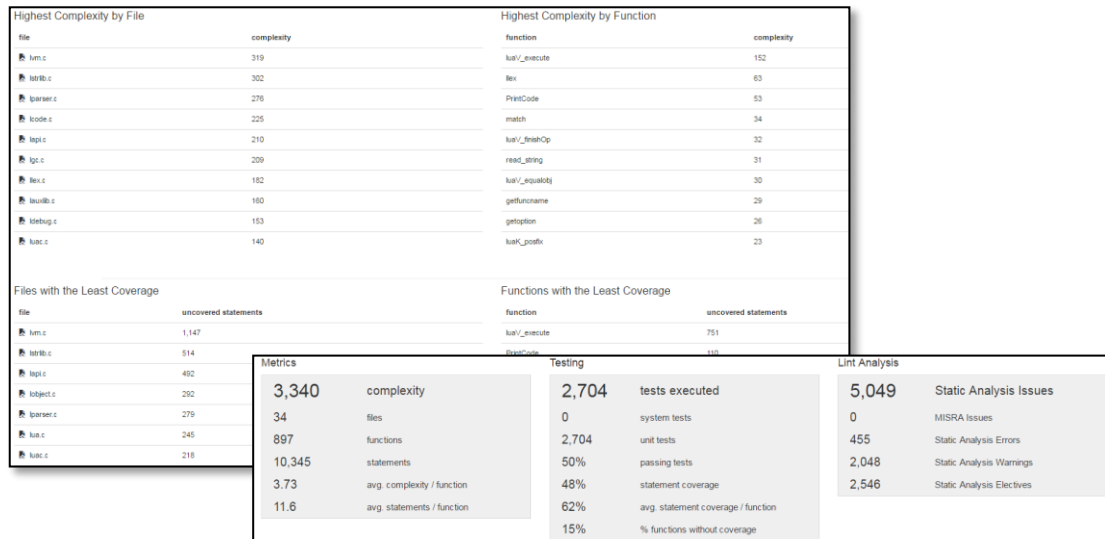 Highest Complexity by File
file complexity
lvm.c 319
lstrlib.c 302
lparser.c 276
lcode.c 225
lapi.c 210
lgc.c 209
llex.c 182
lauxlib.c 160
ldebug.c 153
luac.c 140
Highest Complexity by Function
function complexity
luaV_execute 152
llex 63
PrintCode 53
match 34
luaV_finishOp 32
read_string 31
luaV_equalobj 30
getfuncname 29
getoption 26
luaK_posfix 23
Files with the Least Coverage
file uncovered statements
lvm.c 1,147
lstrlib.c 514
lapi.c 492
lobject.c 292
lparser.c 279
lua.c 245
luac.c 218
Functions with the Least Coverage
function uncovered statements
luaV_execute 751
PrintCode 110
Metrics
3,340 complexity
34 files
897 functions
10,345 statements
3.73 avg. complexity / function
11.6 avg. statements / function
Testing
2,704 tests executed
0 system tests
2,704 unit tests
50% passing tests
48% statement coverage
62% avg. statement coverage / function
15% % functions without coverage
Lint Analysis
5,049 Static Analysis Issues
0 MISRA Issues
455 Static Analysis Errors
2,048 Static Analysis Warnings
2,546 Static Analysis Electives